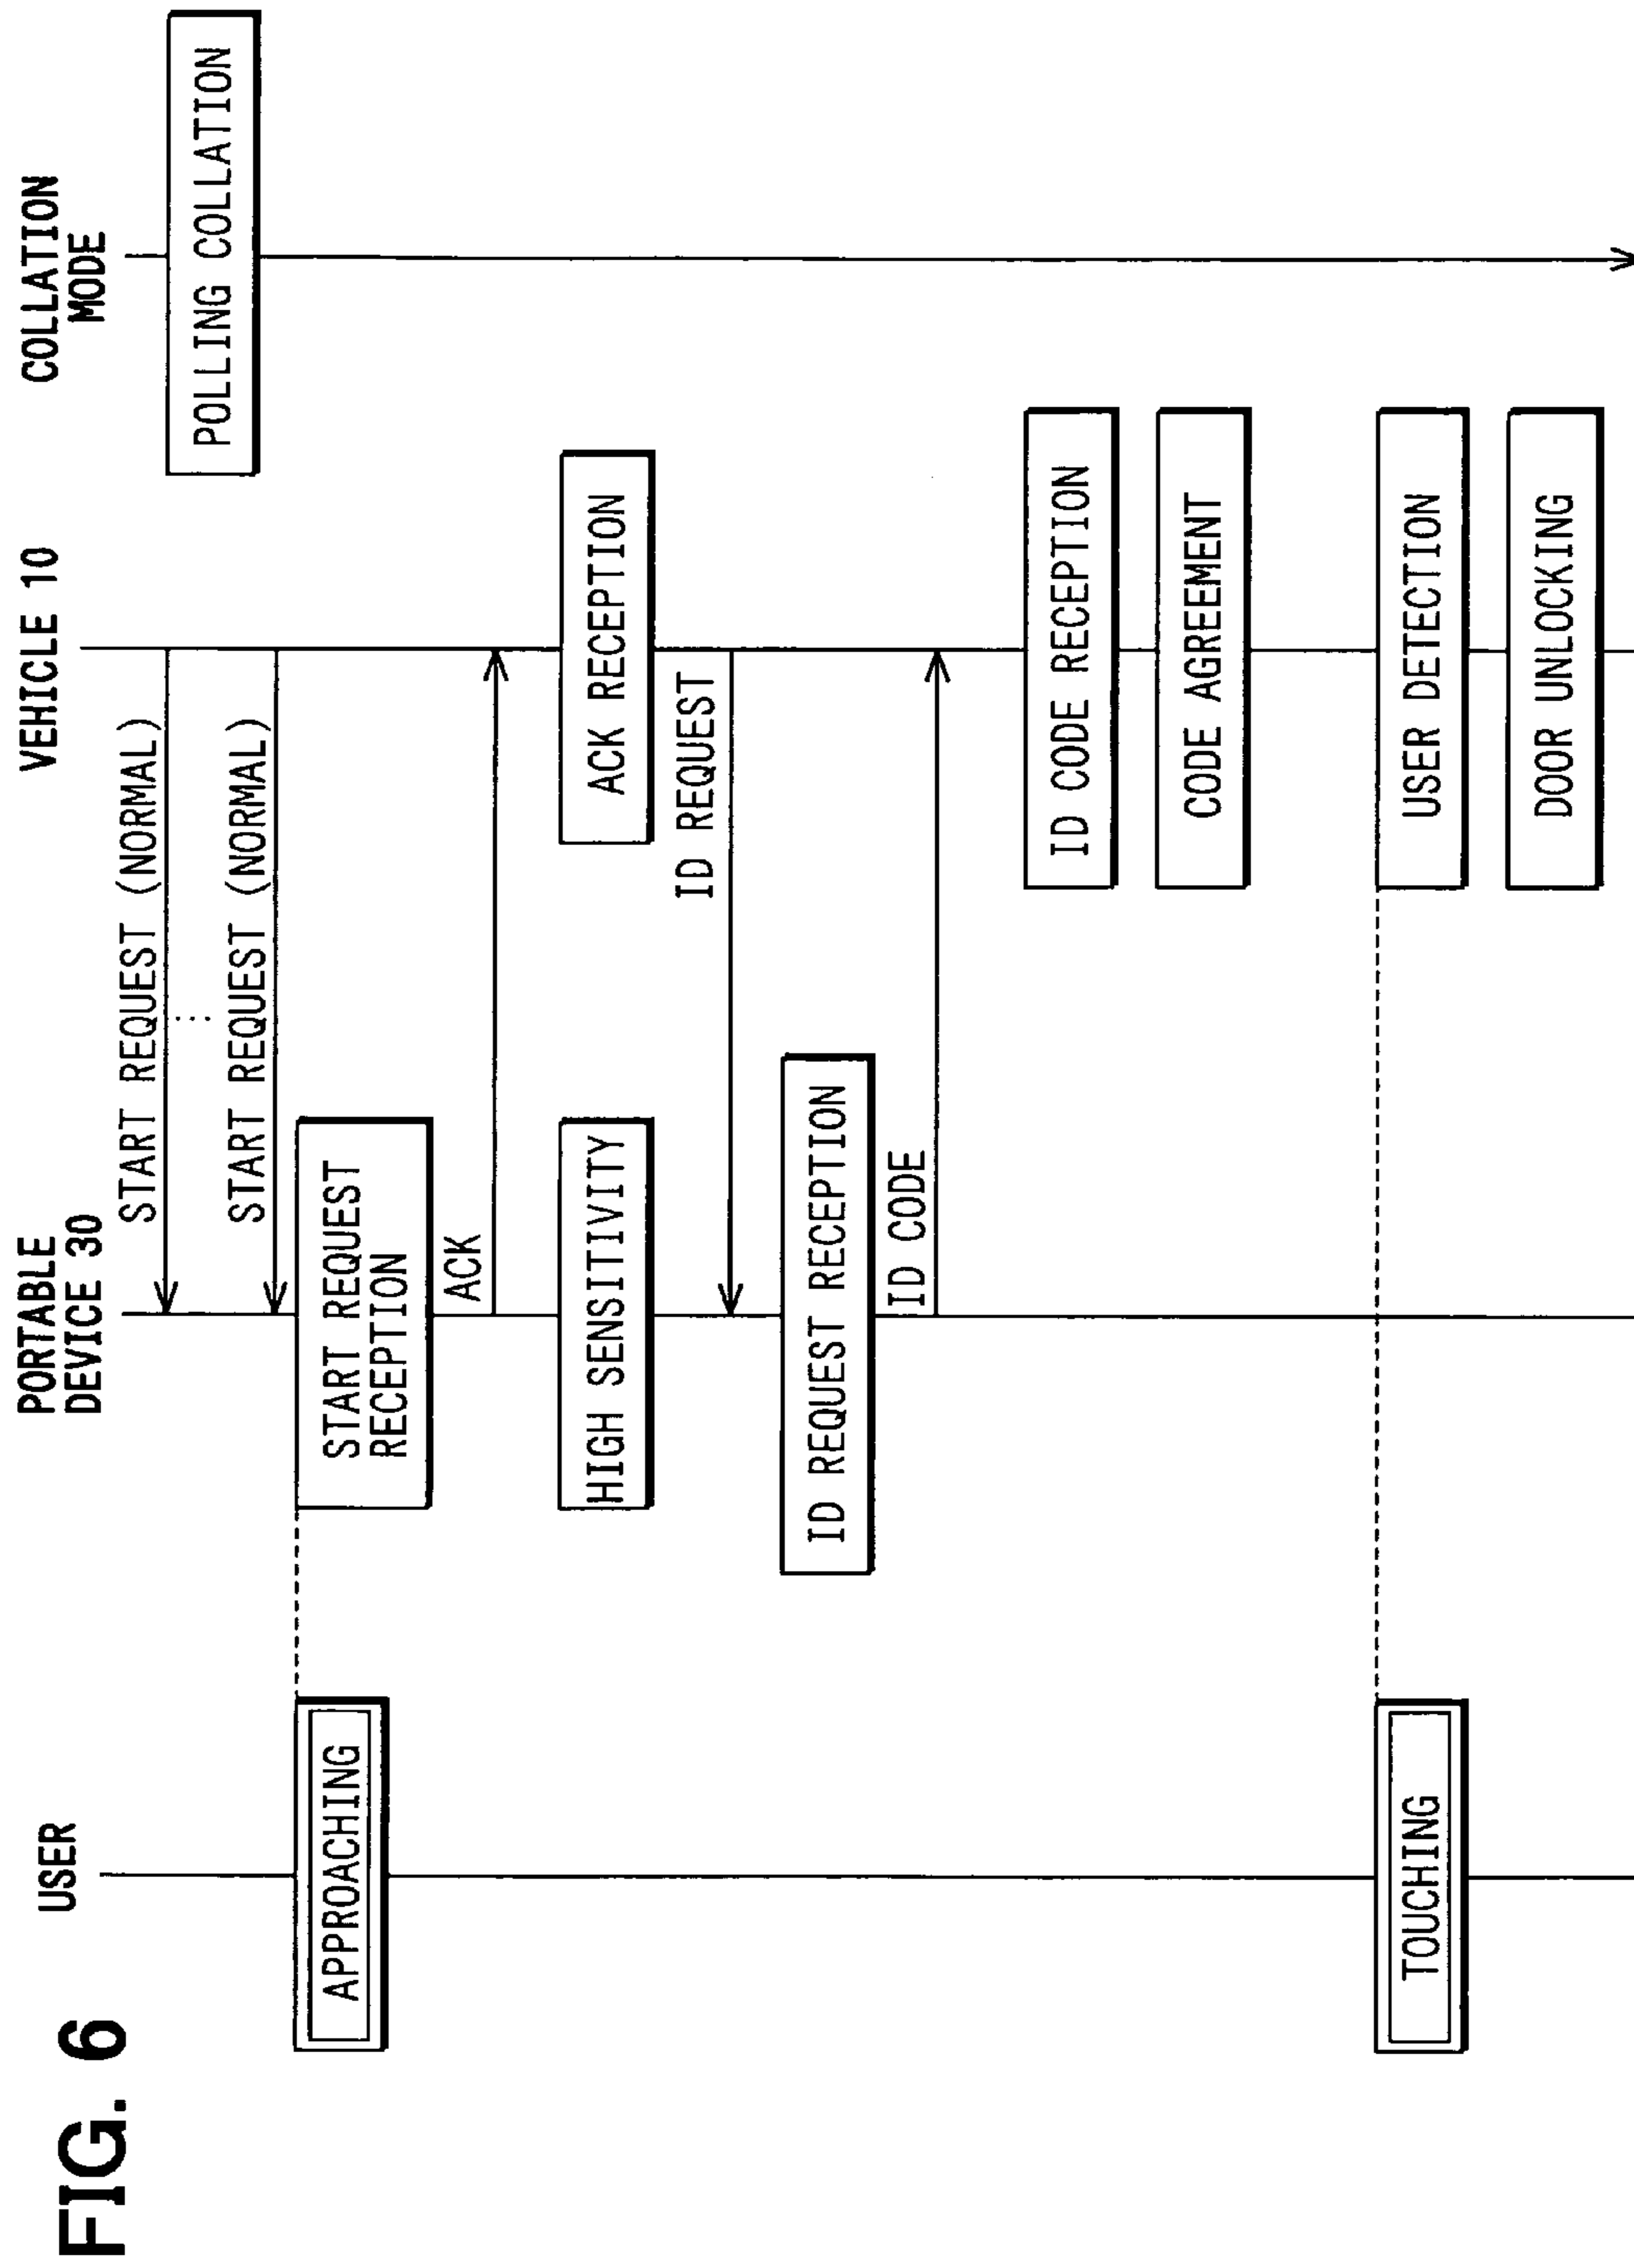 FIG. 6
USER
PORTABLE
DEVICE 30
VEHICLE 10
COLLATION
MODE
START REQUEST (NORMAL)
POLLING COLLATION
...
START REQUEST (NORMAL)
APPROACHING
START REQUEST
RECEPTION
ACK
HIGH SENSITIVITY
ACK RECEPTION
ID REQUEST
ID REQUEST RECEPTION
ID CODE
ID CODE RECEPTION
CODE AGREEMENT
TOUCHING
USER DETECTION
DOOR UNLOCKING